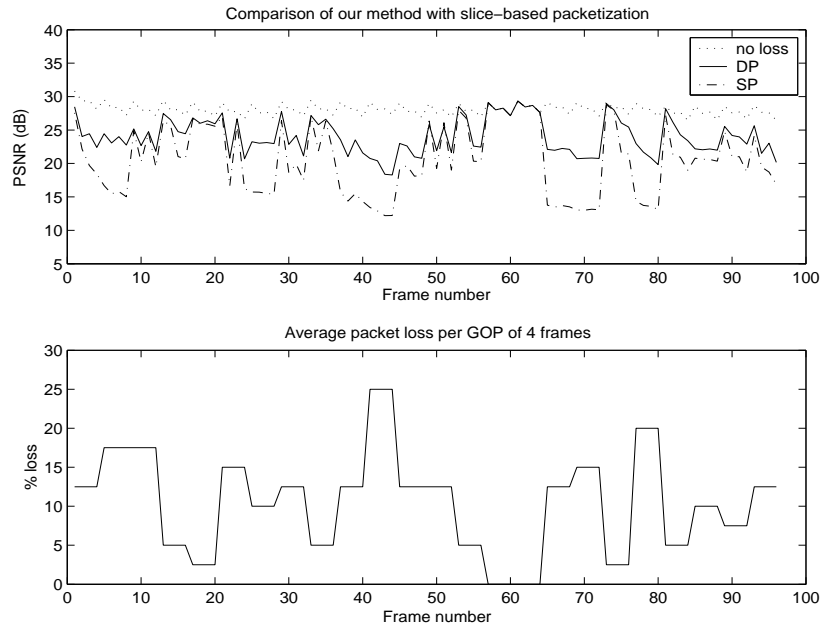 Comparison of our method with slice−based packetization
40
35
30
25
20
15
10
5
PSNR (dB)
no loss
DP
SP
0 10 20 30 40 50 60 70 80 90 100
Frame number
Average packet loss per GOP of 4 frames
30
25
20
15
10
5
0
% loss
0 10 20 30 40 50 60 70 80 90 100
Frame number